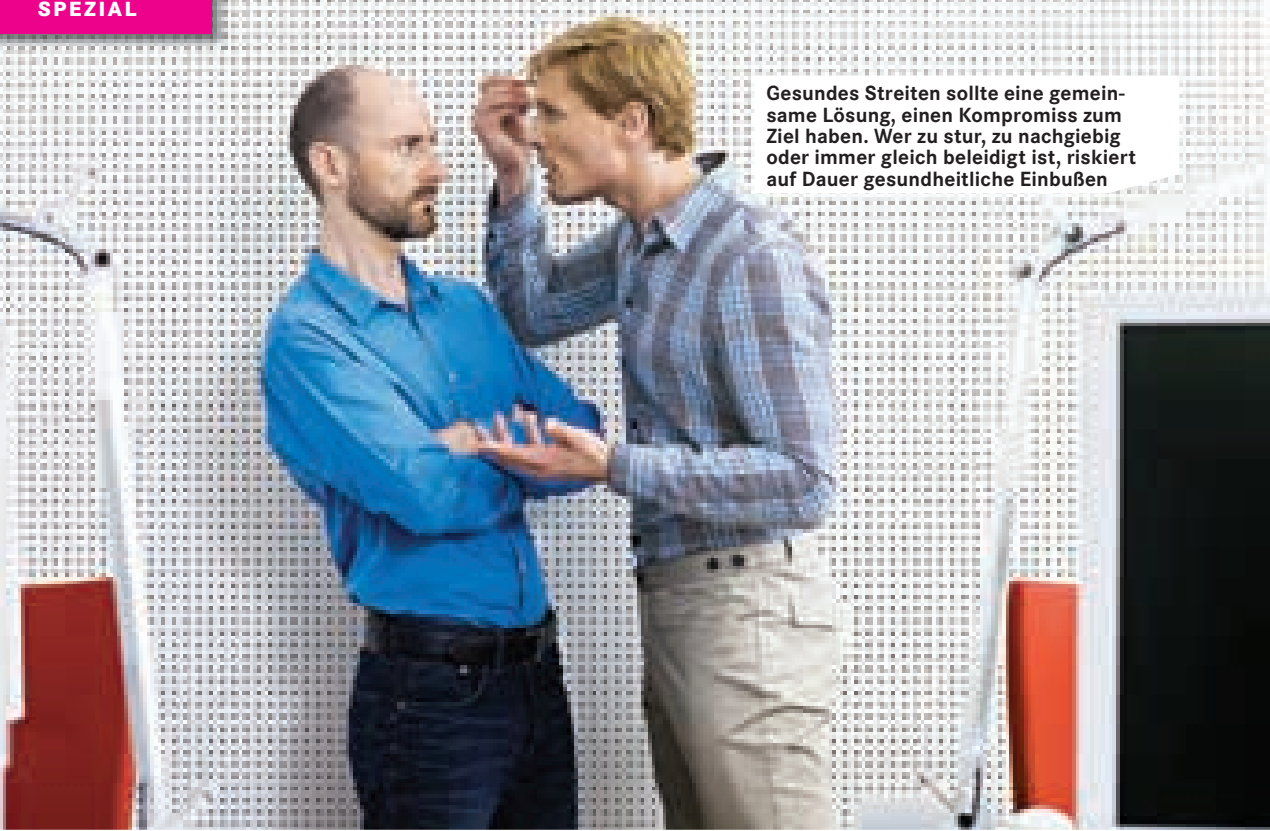 SPEZIAL
Gesundes Streiten sollte eine gemein-
same Lösung, einen Kompromiss zum
Ziel haben. Wer zu stur, zu nachgiebig
oder immer gleich beleidigt ist, riskiert
auf Dauer gesundheitliche Einbußen